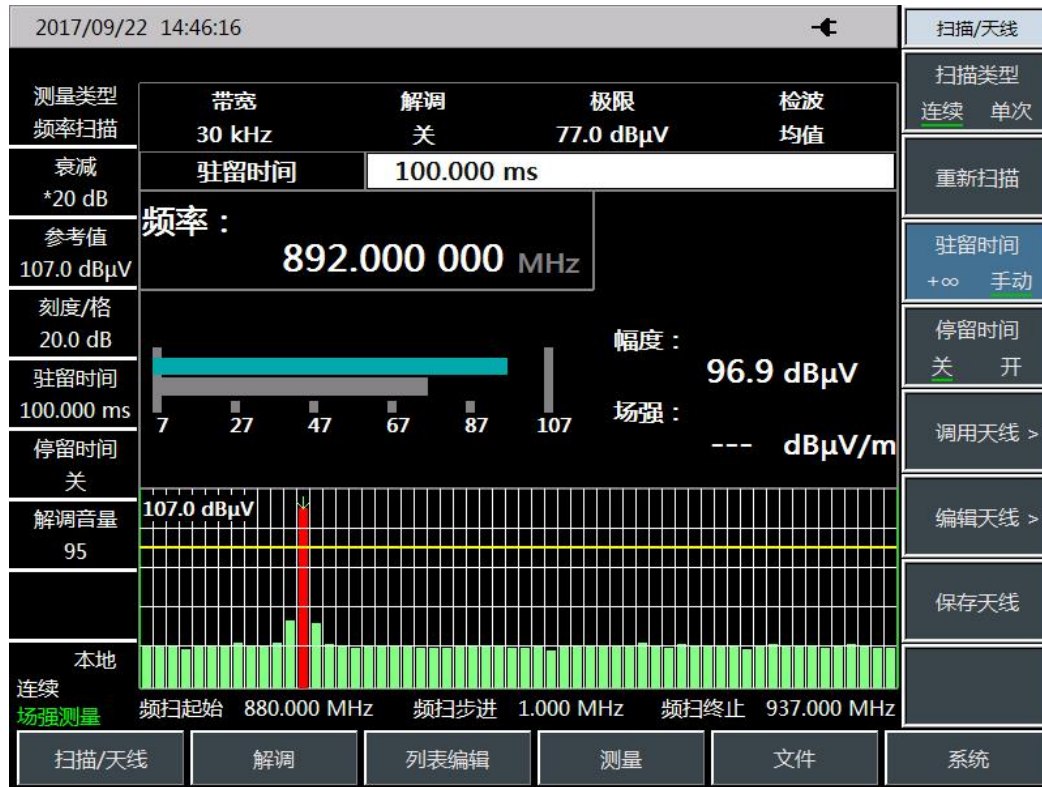 2017/09/22 14:46:16
扫描/天线
测量类型
频率扫描
衰减
*20 dB
参考值
107.0 dBμV
刻度/格
20.0 dB
驻留时间
100.000 ms
停留时间
关
解调音量
95
本地
连续
场强测量
带宽 解调 极限 检波
30 kHz 关 77.0 dBμV 均值
驻留时间 100.000 ms
频率：
892.000 000 MHz
幅度：
96.9 dBμV
场强：
--- dBμV/m
7 27 47 67 87 107
107.0 dBμV
频扫起始 880.000 MHz 频扫步进 1.000 MHz 频扫终止 937.000 MHz
扫描类型
连续 单次
重新扫描
驻留时间
+∞ 手动
停留时间
关 开
调用天线 >
编辑天线 >
保存天线
扫描/天线 解调 列表编辑 测量 文件 系统